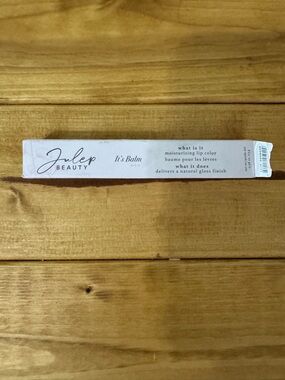 Julep
BEAUTY
It's Balm
what is it
moisturizing lip color
baume pour les lèvres
what it does
delivers a natural gloss finish